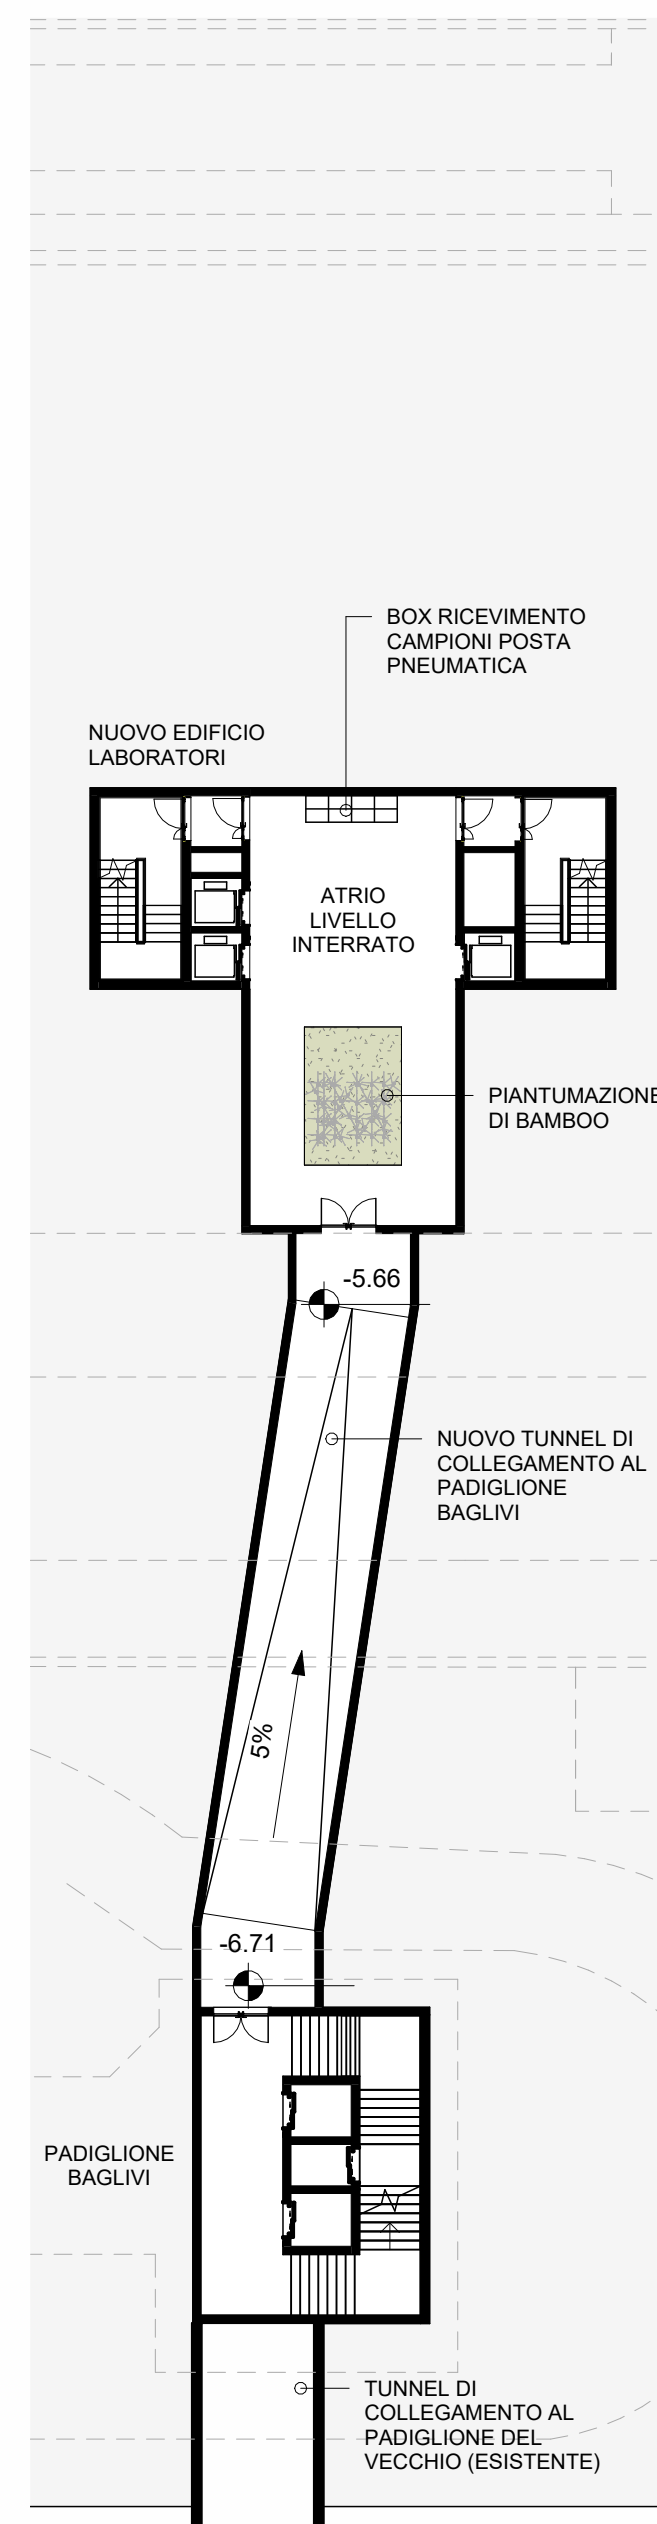 BOX RICEVIMENTO
CAMPIONI POSTA
PNEUMATICA
NUOVO EDIFICIO
LABORATORI
ATRIO
LIVELLO
INTERRATO
PIANTUMAZIONE
DI BAMBOO
-5.66
NUOVO TUNNEL DI
COLLEGAMENTO AL
PADIGLIONE
BAGLIVI
5%
-6.71
PADIGLIONE
BAGLIVI
TUNNEL DI
COLLEGAMENTO AL
PADIGLIONE DEL
VECCHIO (ESISTENTE)